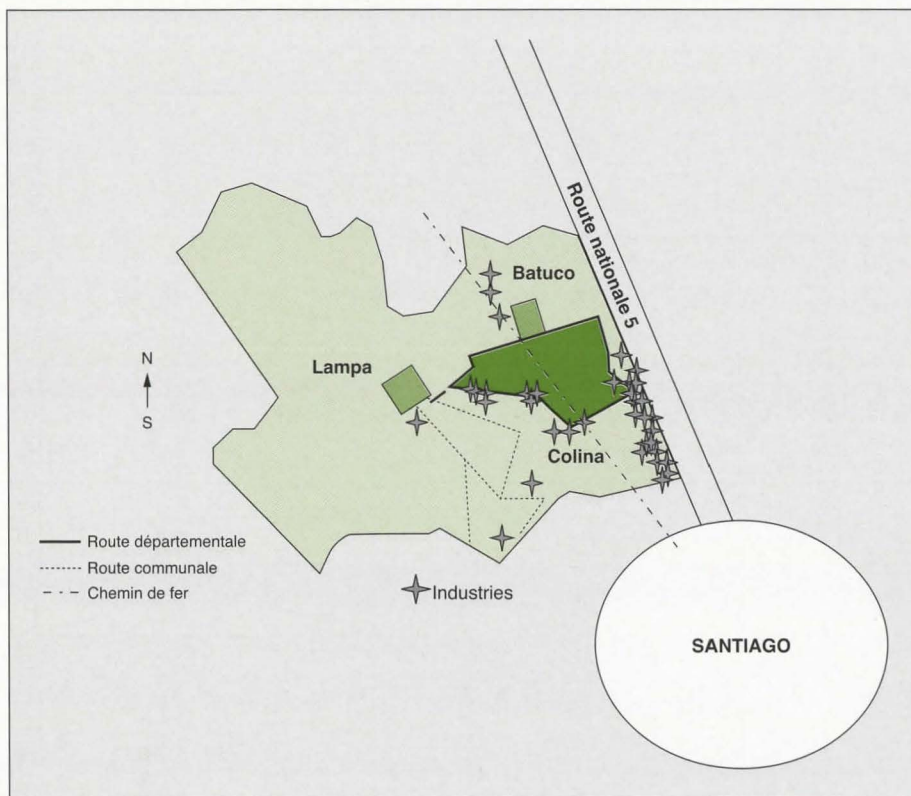 Route nationale 5
Batuco
Lampa
N
S
Colina
Route départementale
Route communale
Chemin de fer
Industries
SANTIAGO